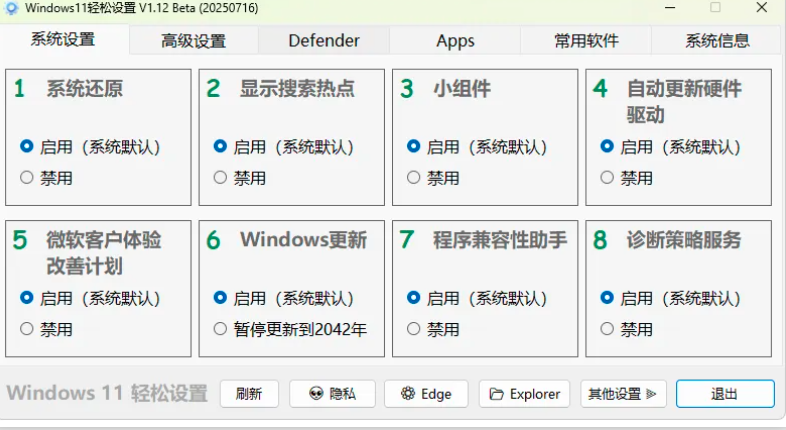 Windows11轻松设置 V1.12 Beta (20250716)
系统设置 高级设置 Defender Apps 常用软件 系统信息
1 系统还原
启用（系统默认）
禁用
2 显示搜索热点
启用（系统默认）
禁用
3 小组件
启用（系统默认）
禁用
4 自动更新硬件
驱动
启用（系统默认）
禁用
5 微软客户体验
改善计划
启用（系统默认）
禁用
6 Windows更新
启用（系统默认）
暂停更新到2042年
7 程序兼容性助手
启用（系统默认）
禁用
8 诊断策略服务
启用（系统默认）
禁用
Windows 11 轻松设置 刷新 隐私 Edge Explorer 其他设置 退出